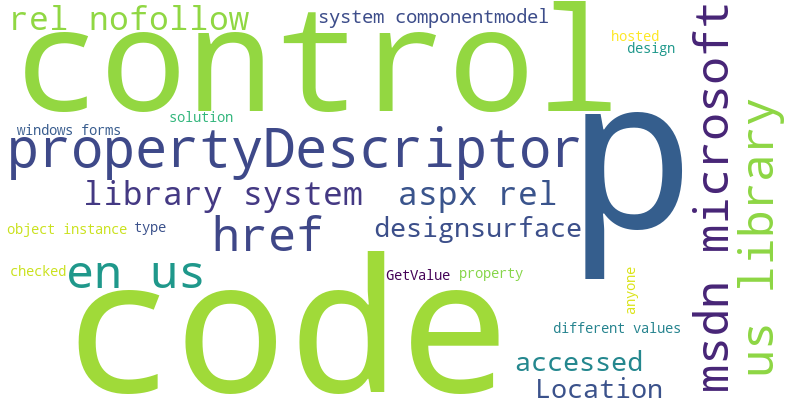 rel nofollow
system componentmodel
hosted
design
control
solution
windows forms
propertyDescriptor
p
library system
aspx rel
object instance
type
href
designsurface
checked
en us
GetValue
property
anyone
code
different values
accessed
Location
msdn microsoft
us library